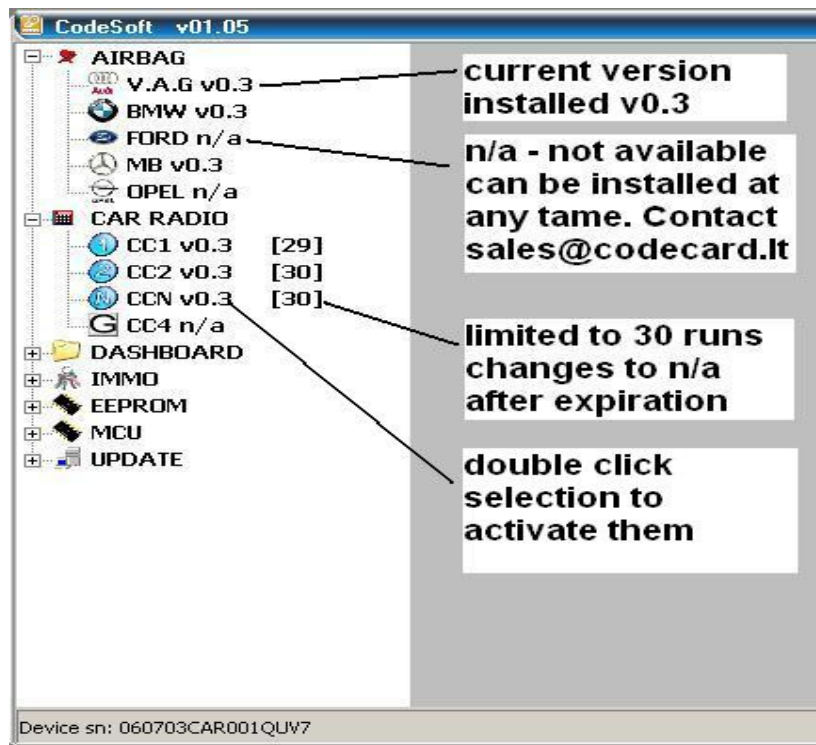 CodeSoft v01.05
AIRBAG
Audi V.A.G v0.3
BMW v0.3
FORD n/a
MB v0.3
OPEL n/a
CAR RADIO
1 CC1 v0.3 [29]
2 CC2 v0.3 [30]
N CCN v0.3 [30]
G CC4 n/a
DASHBOARD
IMMO
EEPROM
MCU
UPDATE
current version
installed v0.3
n/a - not available
can be installed at
any tame. Contact
sales@codecard.lt
limited to 30 runs
changes to n/a
after expiration
double click
selection to
activate them
Device sn: 060703CAR001QUV7